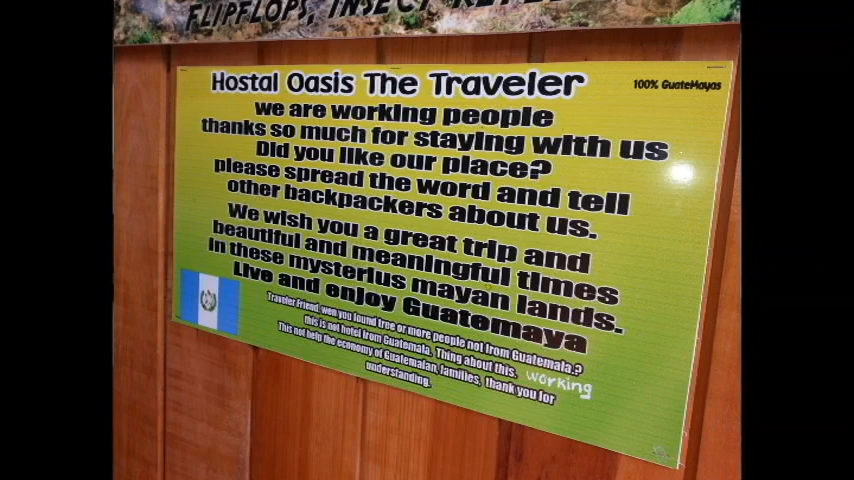 FLIPFLOPS, INSECT REPE
Hostal Oasis The Traveler
100% GuateMayas
we are working people
thanks so much for staying with us
Did you like our place?
please spread the word and tell
other backpackers about us.
We wish you a great trip and
beautiful and meaningful times
in these mysterius mayan lands.
Live and enjoy Guatemaya
Traveler Friend, wen you found tree or more people not from Guatemala.?
this is not hotel from Guatemala. Thing about this.
working
This not help the economy of Guatemalan, families, thank you for
understanding.